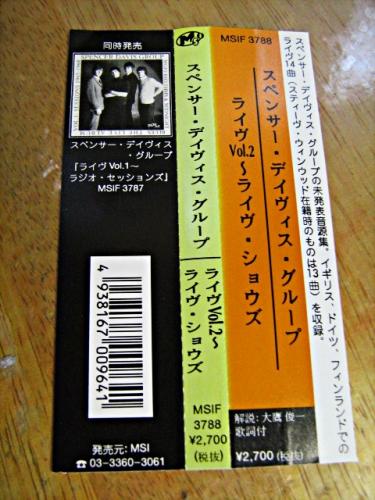 同時発売
SPENCER DAVIS GROUP
スペンサー・デイヴィス
・グループ
『ライヴ Vol.1〜
ラジオ・セッションズ』
MSIF 3787
4 938167 009641
発売元: MSI
☎ 03-3360-3061
スペンサー・デイヴィス・グループ
ライヴ Vol.2〜
ライヴ・ショウズ
MSIF
3788
¥2,700
(税抜)
MSIF 3788
スペンサー・デイヴィス・グループ
ライヴ Vol.2〜ライヴ・ショウズ
解説: 大鷹 俊一
歌詞付
¥2,700 (税抜)
スペンサー・デイヴィス・グループの未発表音源集。イギリス、ドイツ、フィンランドでの
ライヴ14曲（スティーヴ・ウィンウッド在籍時のものは13曲）を収録。